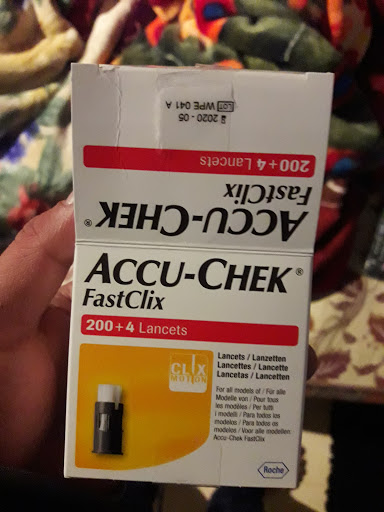 2020-05
LOT WPE 041 A
200+4 Lancets
FastClix
ACCU-CHEK®
ACCU-CHEK®
FastClix
200+4 Lancets
CLIX
MOTION
Lancets / Lanzetten
Lancettes / Lancette
Lancetas / Lancetten
For all models of / Für alle
Modelle von / Pour tous
les modèles / Per tutti
i modelli / Para todos los
modelos / Para todos os
modelos / Voor alle modellen
Accu-Chek FastClix
Roche